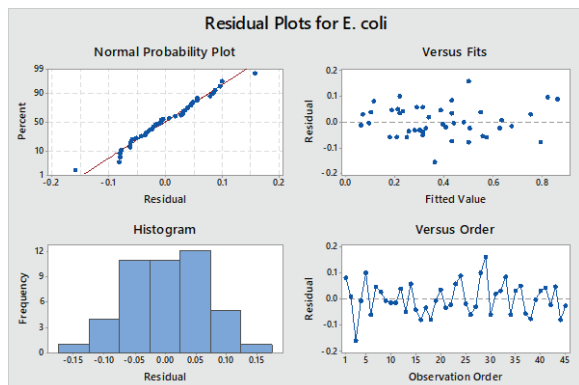 Residual Plots for E. coli
Normal Probability Plot
Percent
99
90
50
10
1
-0.2 -0.1 0.0 0.1 0.2
Residual
Versus Fits
Residual
0.2
0.1
0.0
-0.1
-0.2
0.0 0.2 0.4 0.6 0.8
Fitted Value
Histogram
Frequency
12
9
6
3
0
-0.15 -0.10 -0.05 0.00 0.05 0.10 0.15
Residual
Versus Order
Residual
0.2
0.1
0.0
-0.1
-0.2
1 5 10 15 20 25 30 35 40 45
Observation Order